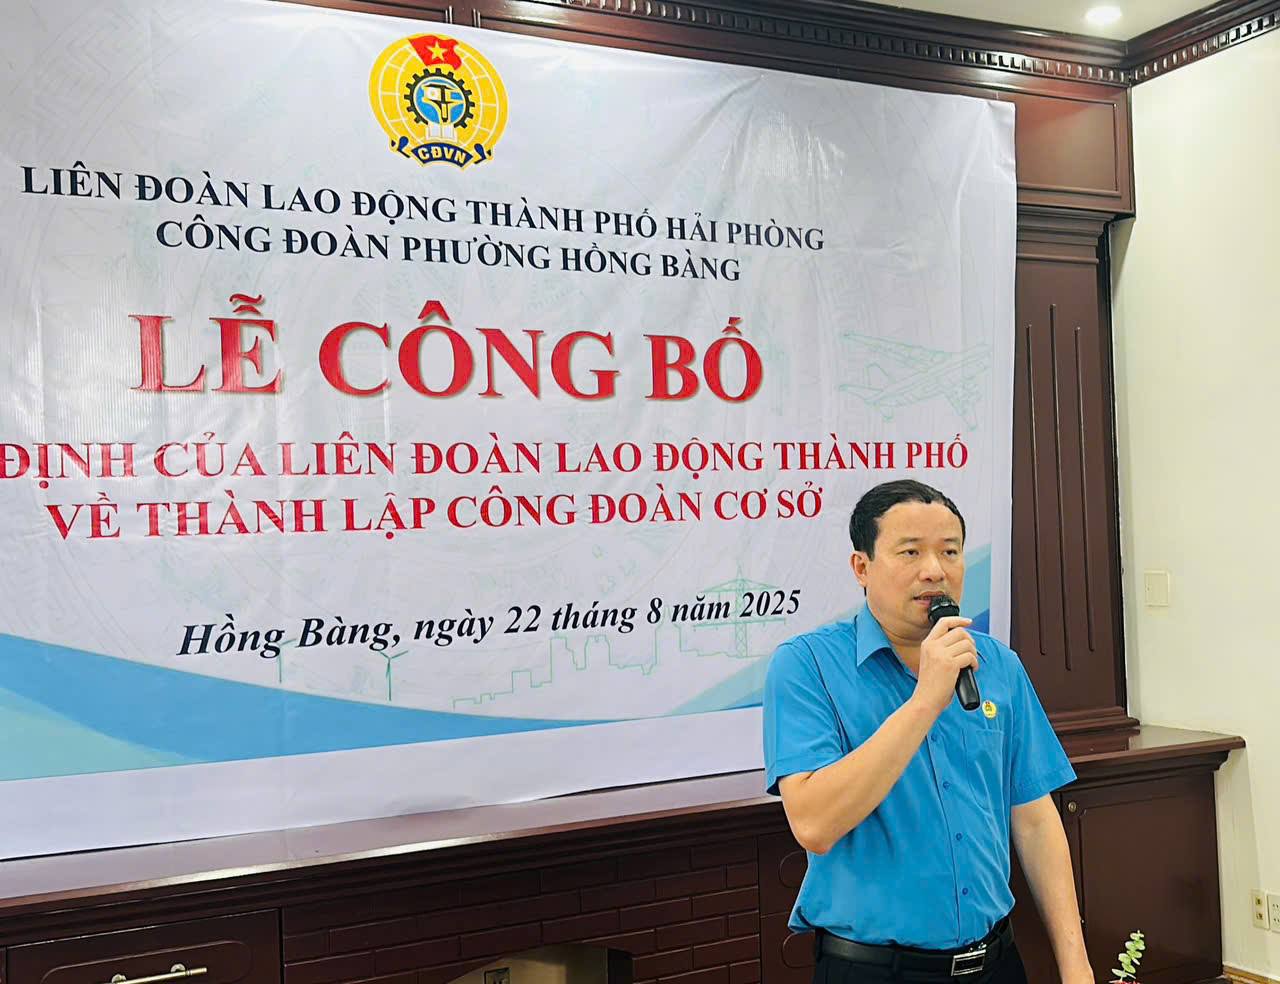 CĐVN
LIÊN ĐOÀN LAO ĐỘNG THÀNH PHỐ HẢI PHÒNG
CÔNG ĐOÀN PHƯỜNG HỒNG BÀNG
LỄ CÔNG BỐ
ĐỊNH CỦA LIÊN ĐOÀN LAO ĐỘNG THÀNH PHỐ
VỀ THÀNH LẬP CÔNG ĐOÀN CƠ SỞ
Hồng Bàng, ngày 22 tháng 8 năm 2025